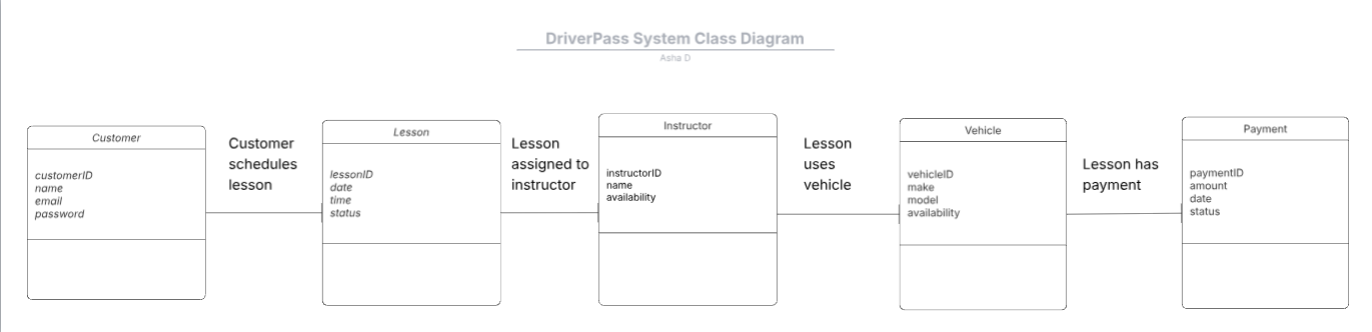 DriverPass System Class Diagram
Asha D
Customer
customerID
name
email
password
Customer
schedules
lesson
Lesson
lessonID
date
time
status
Lesson
assigned to
instructor
Instructor
instructorID
name
availability
Lesson
uses
vehicle
Vehicle
vehicleID
make
model
availability
Lesson has
payment
Payment
paymentID
amount
date
status